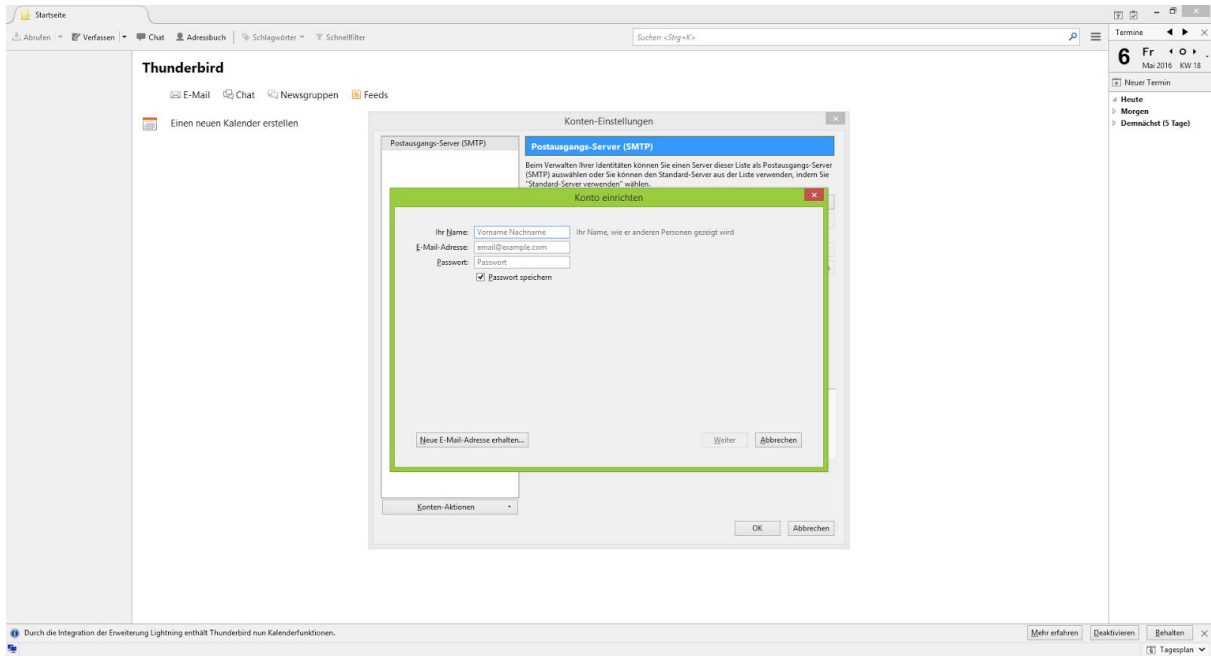 Startseite
Abrufen Verfassen Chat Adressbuch Schlagwörter Schnellfilter
Suchen <Strg+K>
Thunderbird
E-Mail Chat Newsgruppen Feeds
Einen neuen Kalender erstellen
Konten-Einstellungen
Postausgangs-Server (SMTP)
Postausgangs-Server (SMTP)
Beim Verwalten Ihrer Identitäten können Sie einen Server dieser Liste als Postausgangs-Server
(SMTP) auswählen oder Sie können den Standard-Server aus der Liste verwenden, indem Sie
"Standard-Server verwenden" wählen.
Konto einrichten
Ihr Name: Vorname Nachname Ihr Name, wie er anderen Personen gezeigt wird
E-Mail-Adresse: email@example.com
Passwort: Passwort
Passwort speichern
Neue E-Mail-Adresse erhalten...
Weiter
Abbrechen
Konten-Aktionen
OK
Abbrechen
Termine
6 Fr
Mai 2016 KW 18
Neuer Termin
Heute
Morgen
Demnächst (5 Tage)
Durch die Integration der Erweiterung Lightning enthält Thunderbird nun Kalenderfunktionen.
Mehr erfahren Deaktivieren Behalten
Tagesplan